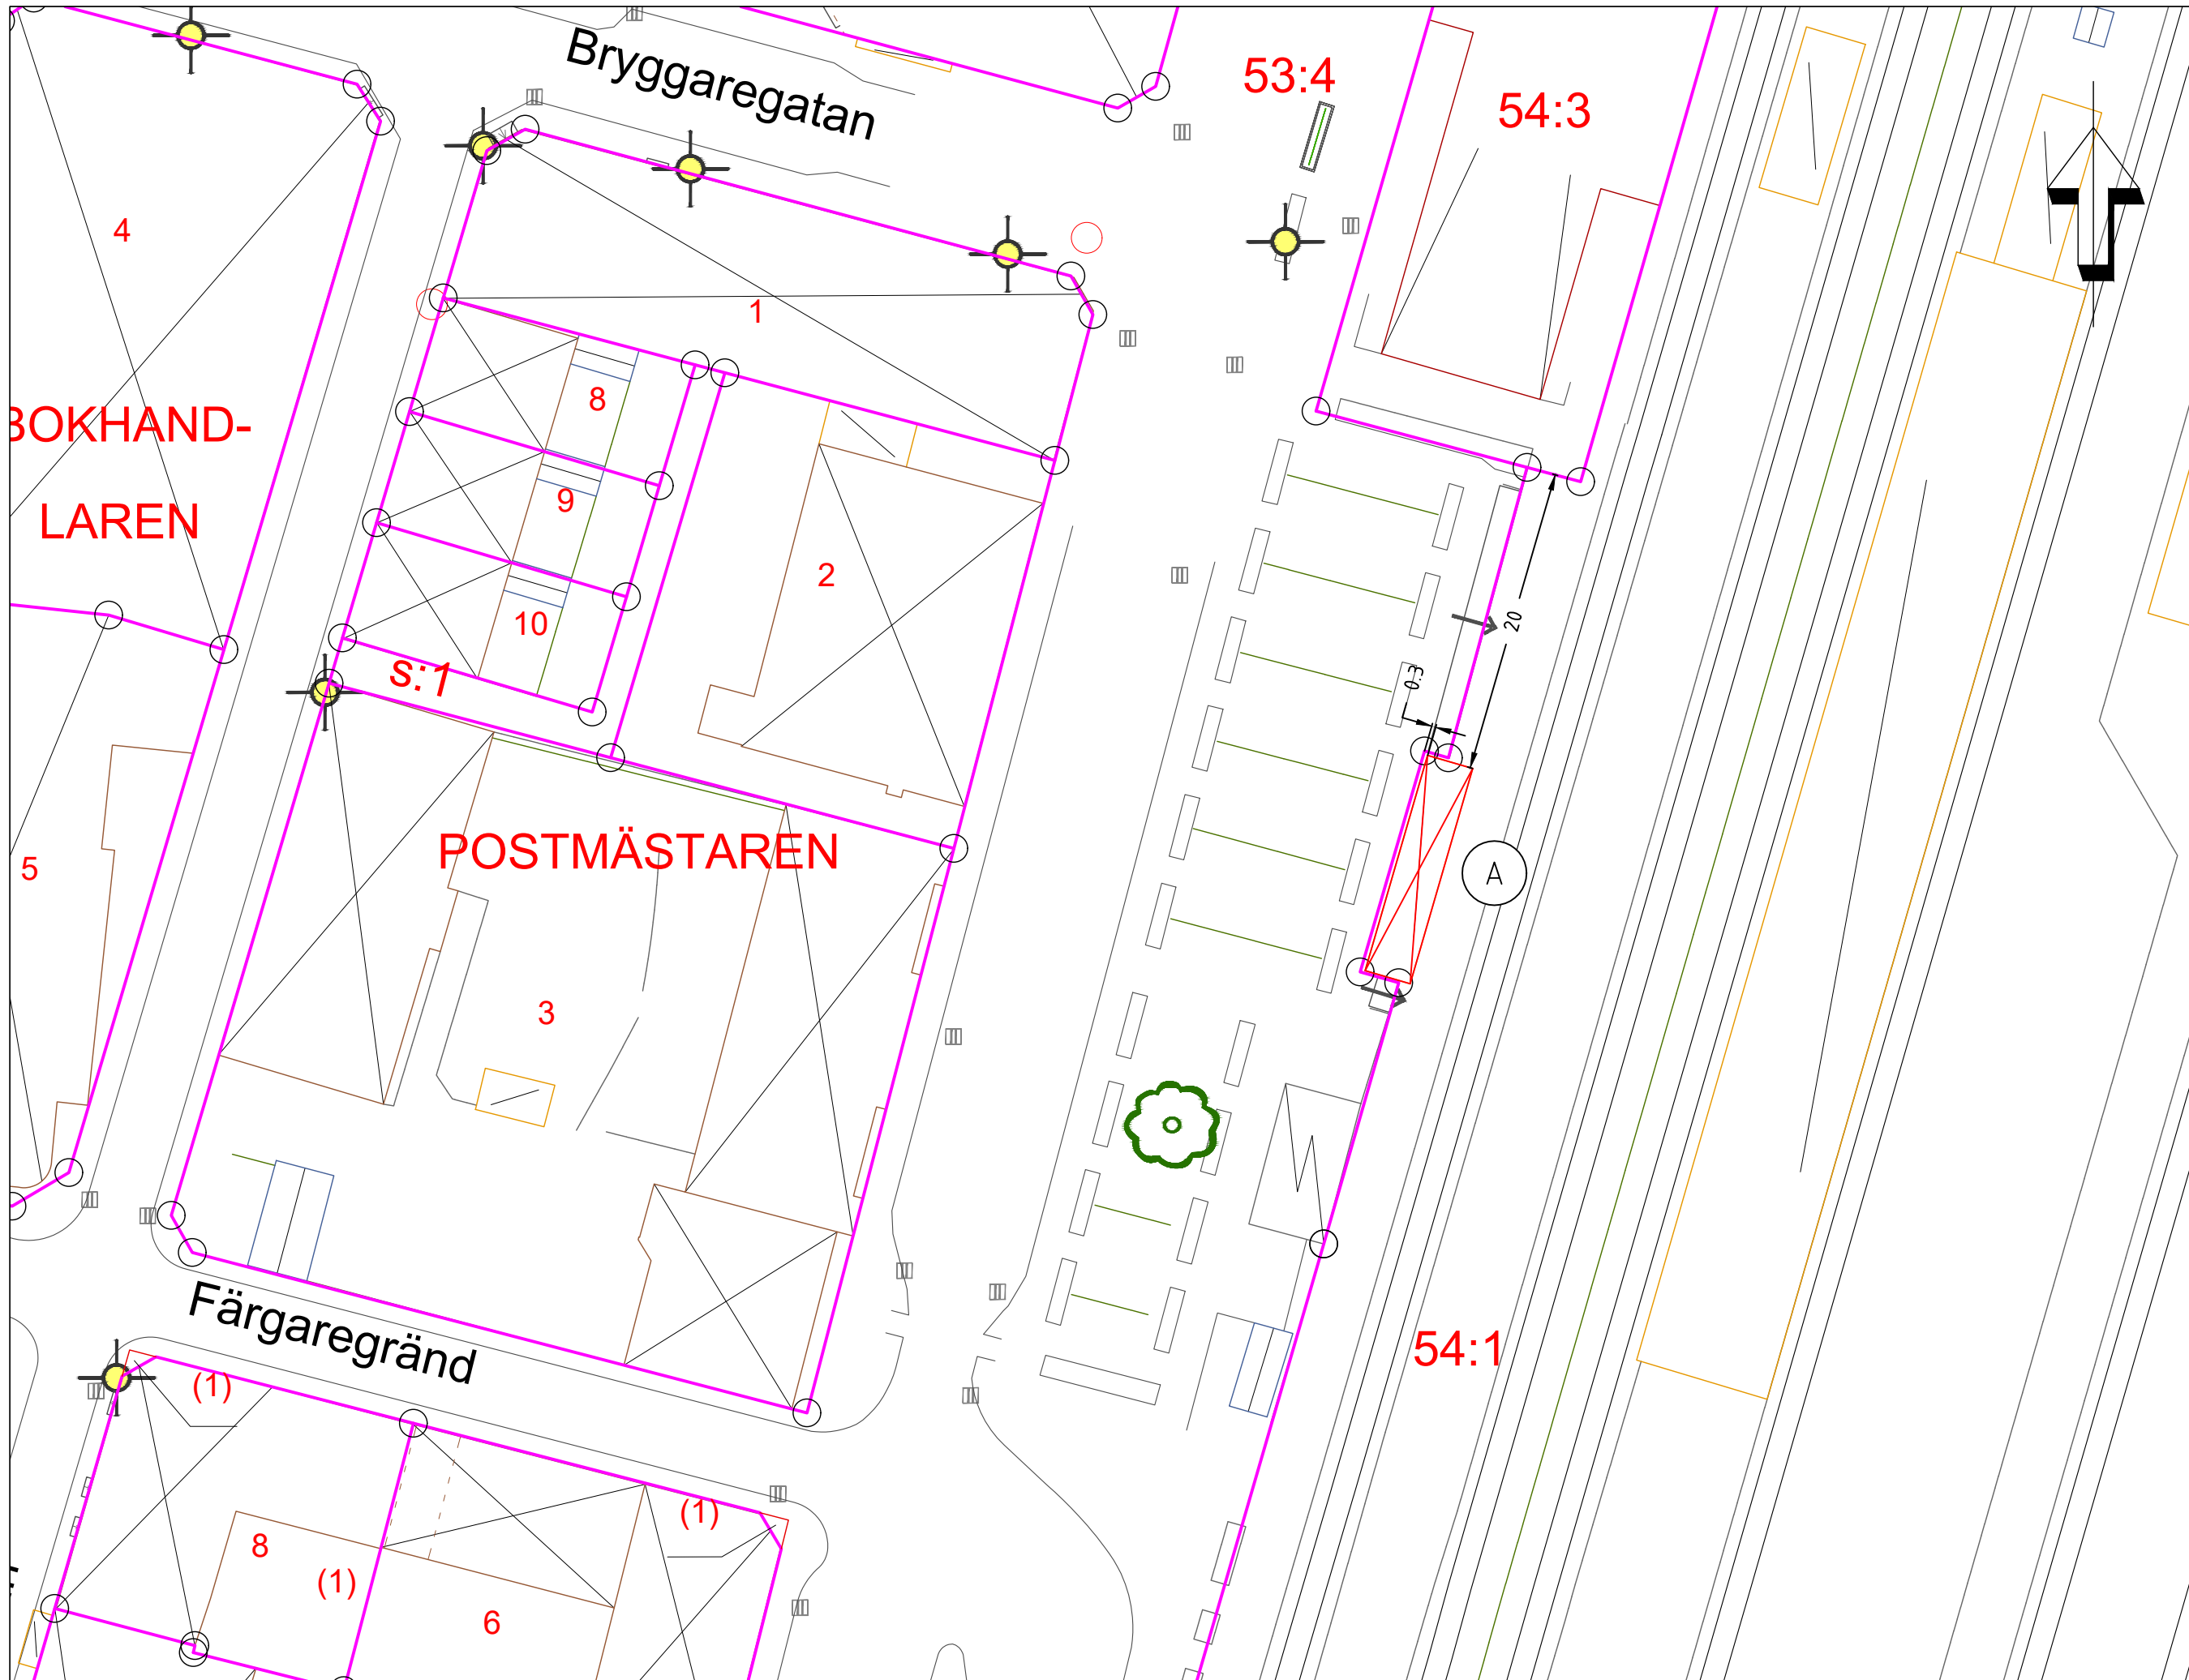 Bryggaregatan
53:4
54:3
4
1
BOKHAND-
LAREN
8
9
2
10
s:1
20
0.3
POSTMÄSTAREN
5
A
3
Färgaregränd
54:1
(1)
(1)
8
(1)
6